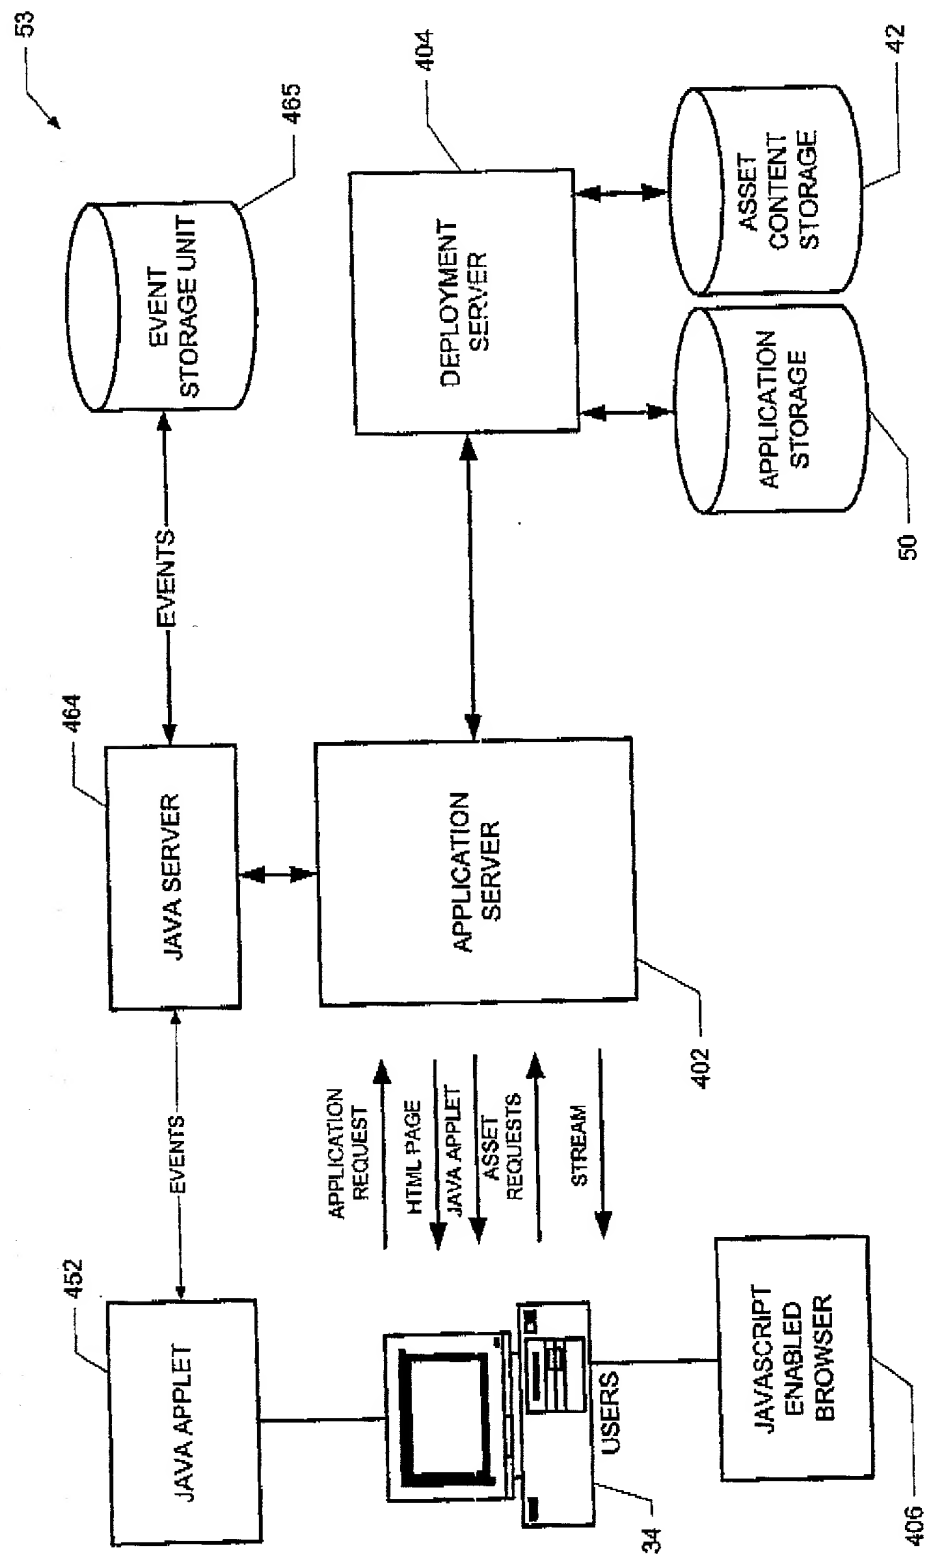 53
EVENT
STORAGE UNIT
465
EVENTS
JAVA SERVER
464
EVENTS
JAVA APPLET
452
DEPLOYMENT
SERVER
404
ASSET
CONTENT
STORAGE
42
APPLICATION
STORAGE
50
APPLICATION
SERVER
402
APPLICATION
REQUEST
HTML PAGE
JAVA APPLET
ASSET
REQUESTS
STREAM
USERS
34
JAVASCRIPT
ENABLED
BROWSER
406